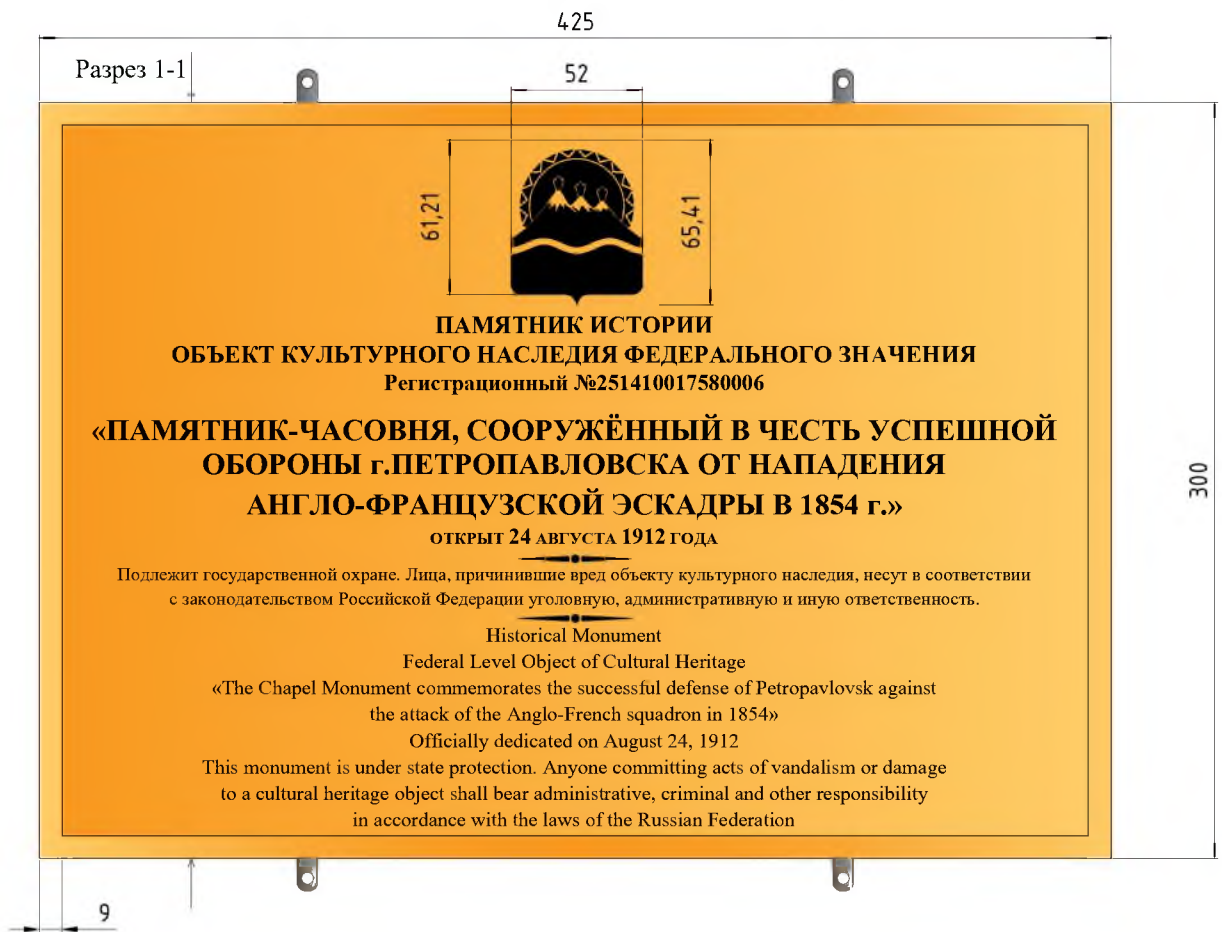 425
Разрез 1-1
52
61,21
65,41
ПАМЯТНИК ИСТОРИИ
ОБЪЕКТ КУЛЬТУРНОГО НАСЛЕДИЯ ФЕДЕРАЛЬНОГО ЗНАЧЕНИЯ
Регистрационный №251410017580006
«ПАМЯТНИК-ЧАСОВНЯ, СООРУЖЁННЫЙ В ЧЕСТЬ УСПЕШНОЙ
ОБОРОНЫ г.ПЕТРОПАВЛОВСКА ОТ НАПАДЕНИЯ
АНГЛО-ФРАНЦУЗСКОЙ ЭСКАДРЫ В 1854 г.»
ОТКРЫТ 24 АВГУСТА 1912 ГОДА
Подлежит государственной охране. Лица, причинившие вред объекту культурного наследия, несут в соответствии
с законодательством Российской Федерации уголовную, административную и иную ответственность.
Historical Monument
Federal Level Object of Cultural Heritage
«The Chapel Monument commemorates the successful defense of Petropavlovsk against
the attack of the Anglo-French squadron in 1854»
Officially dedicated on August 24, 1912
This monument is under state protection. Anyone committing acts of vandalism or damage
to a cultural heritage object shall bear administrative, criminal and other responsibility
in accordance with the laws of the Russian Federation
300
9